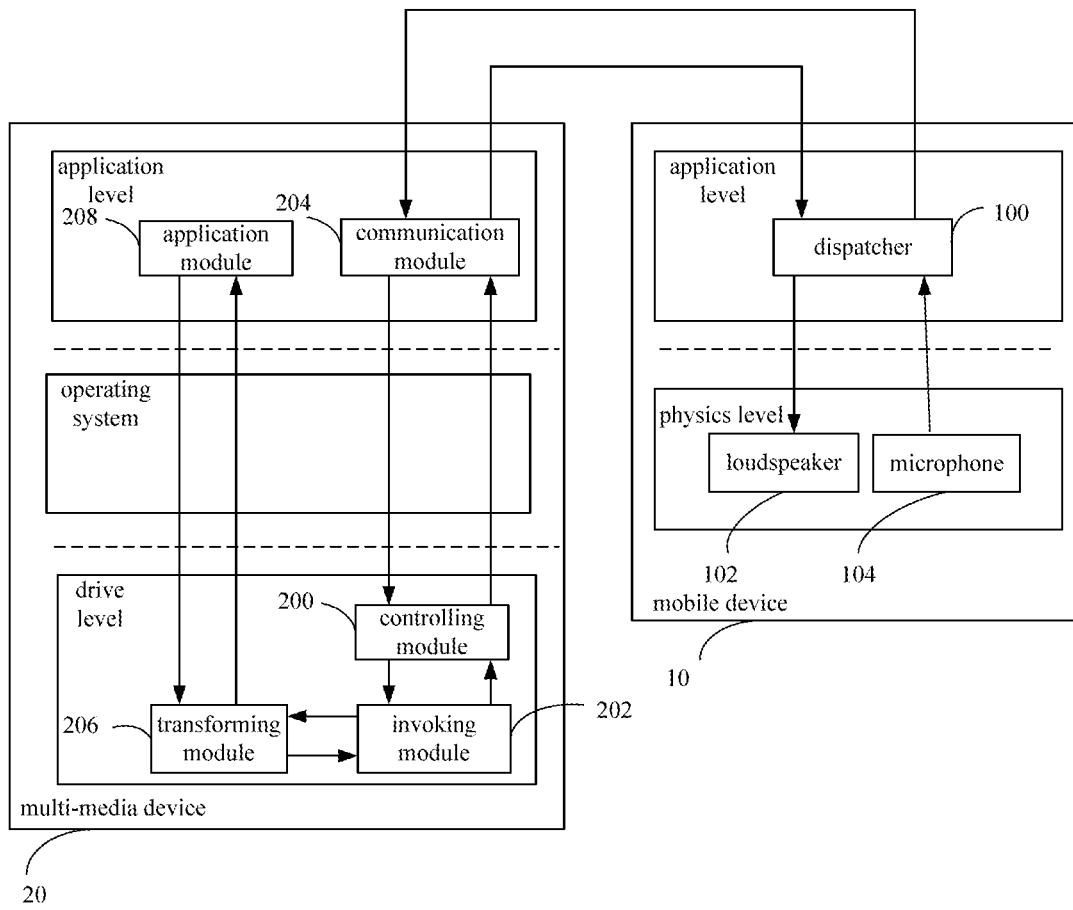 application
level
208
204
application
module
communication
module
operating
system
drive
level
200
controlling
module
206
transforming
module
invoking
module
202
multi-media device
20
application
level
100
dispatcher
physics level
loudspeaker
microphone
102
104
mobile device
10